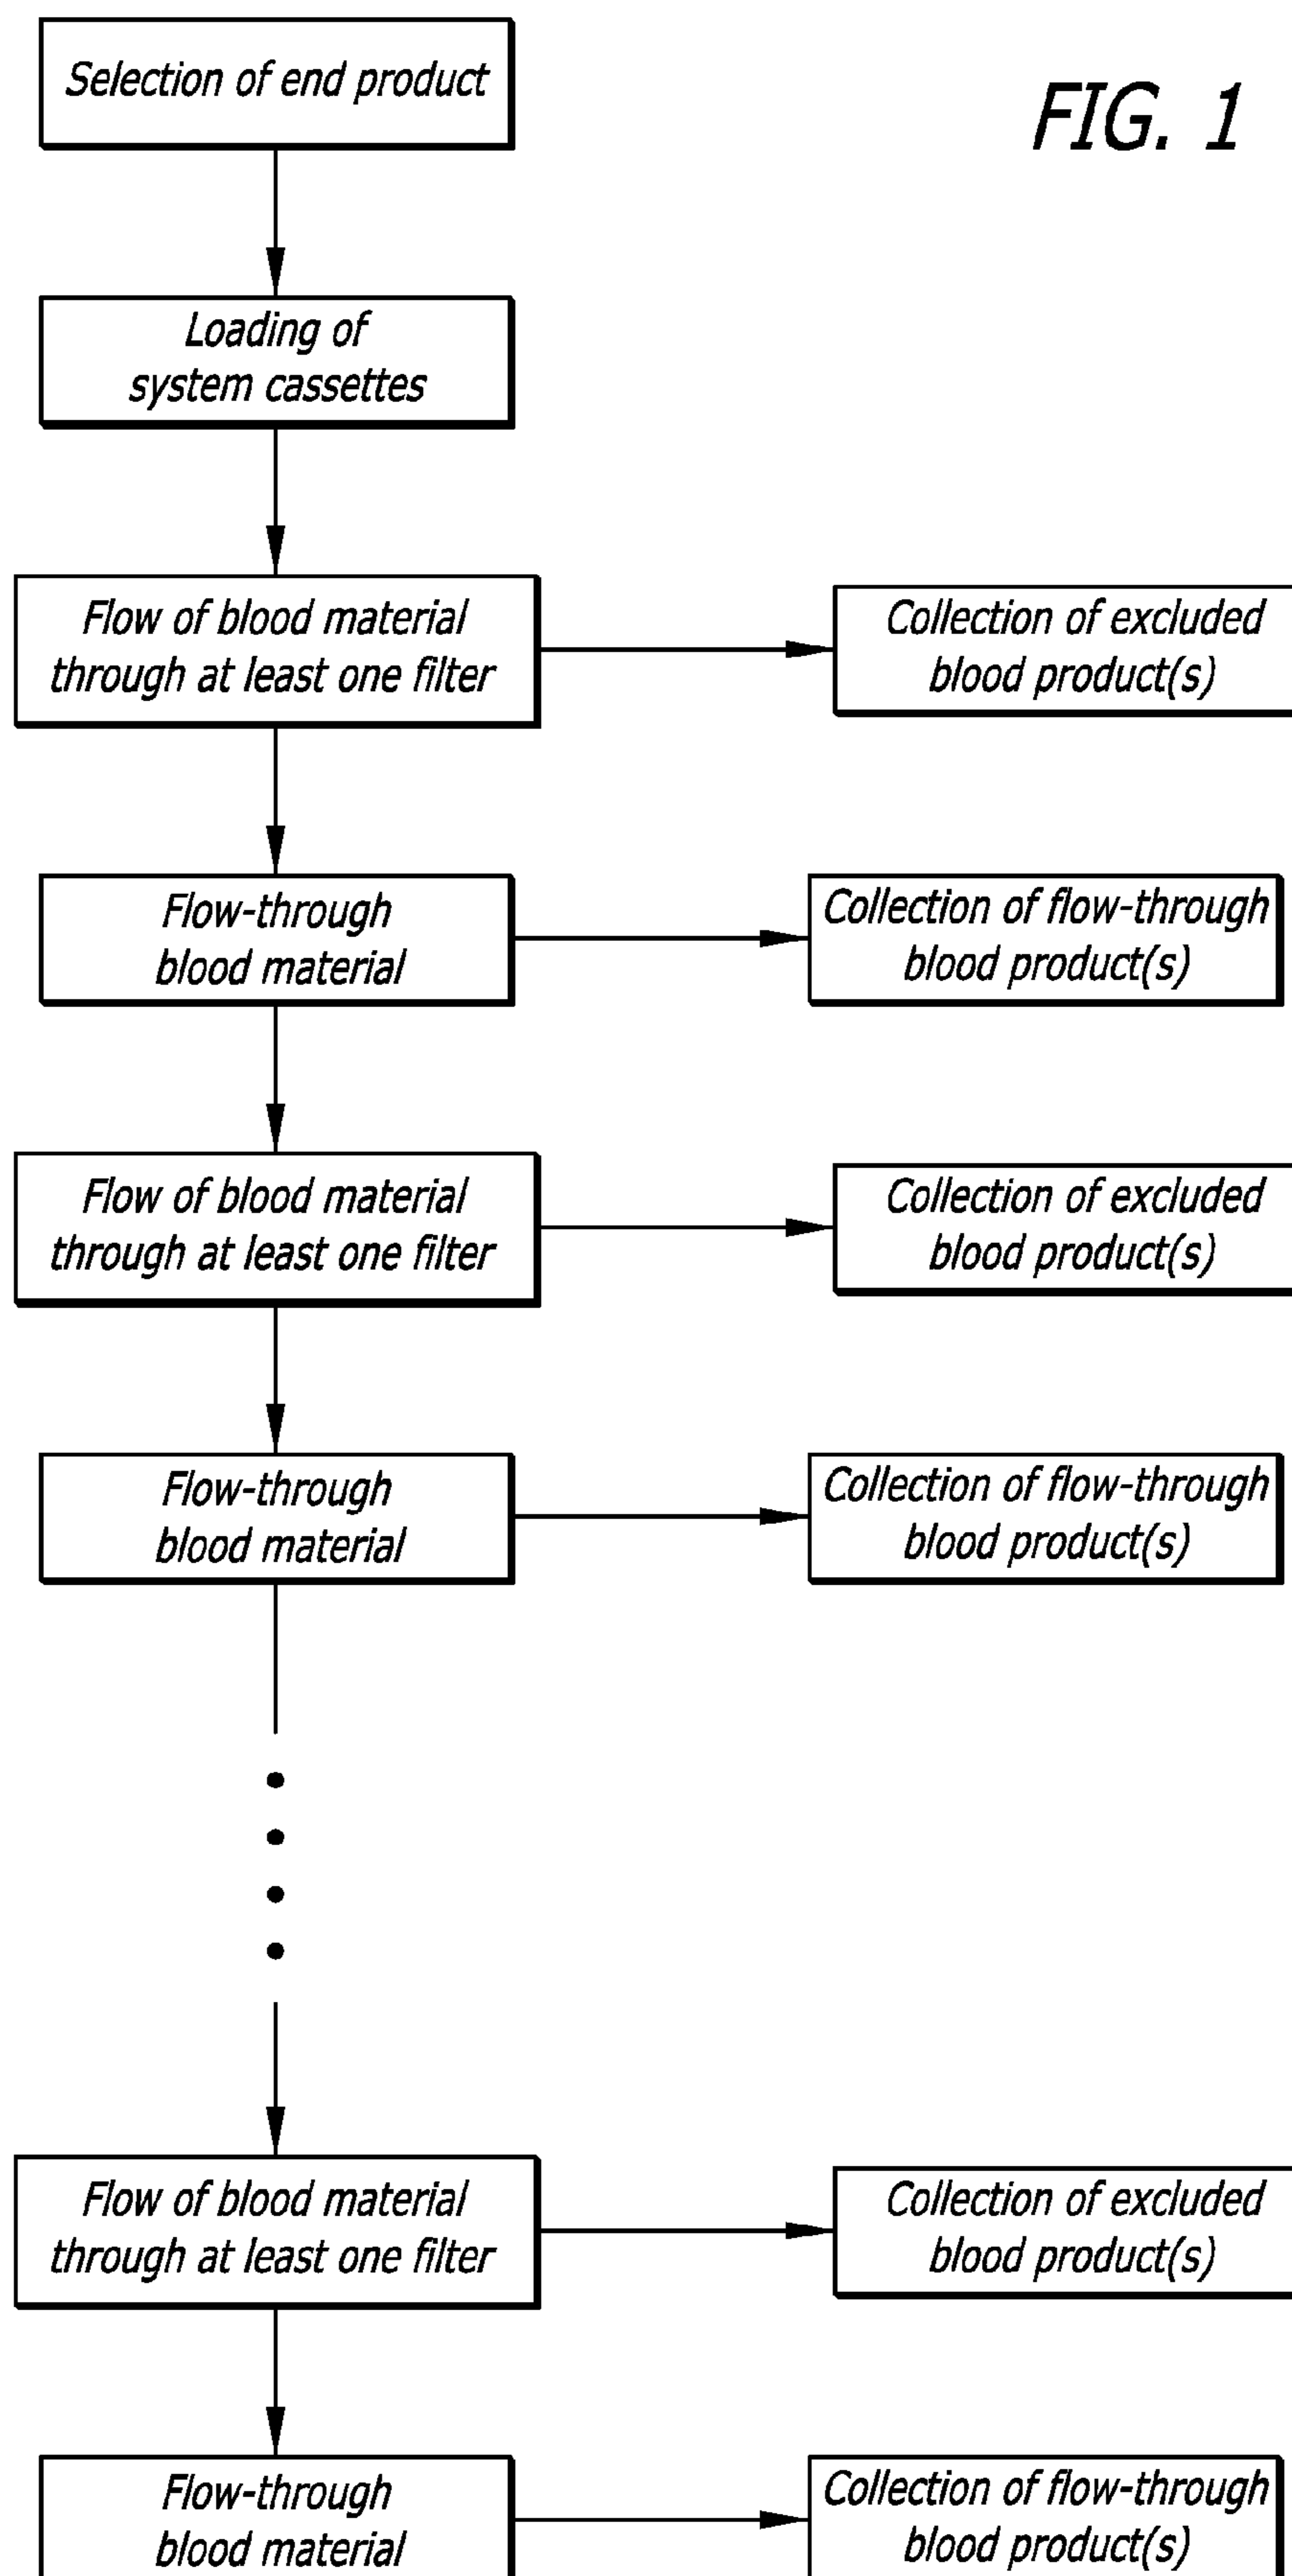 Selection of end product
FIG. 1
Loading of
system cassettes
Flow of blood material
through at least one filter
Collection of excluded
blood product(s)
Flow-through
blood material
Collection of flow-through
blood product(s)
Flow of blood material
through at least one filter
Collection of excluded
blood product(s)
Flow-through
blood material
Collection of flow-through
blood product(s)
Flow of blood material
through at least one filter
Collection of excluded
blood product(s)
Flow-through
blood material
Collection of flow-through
blood product(s)